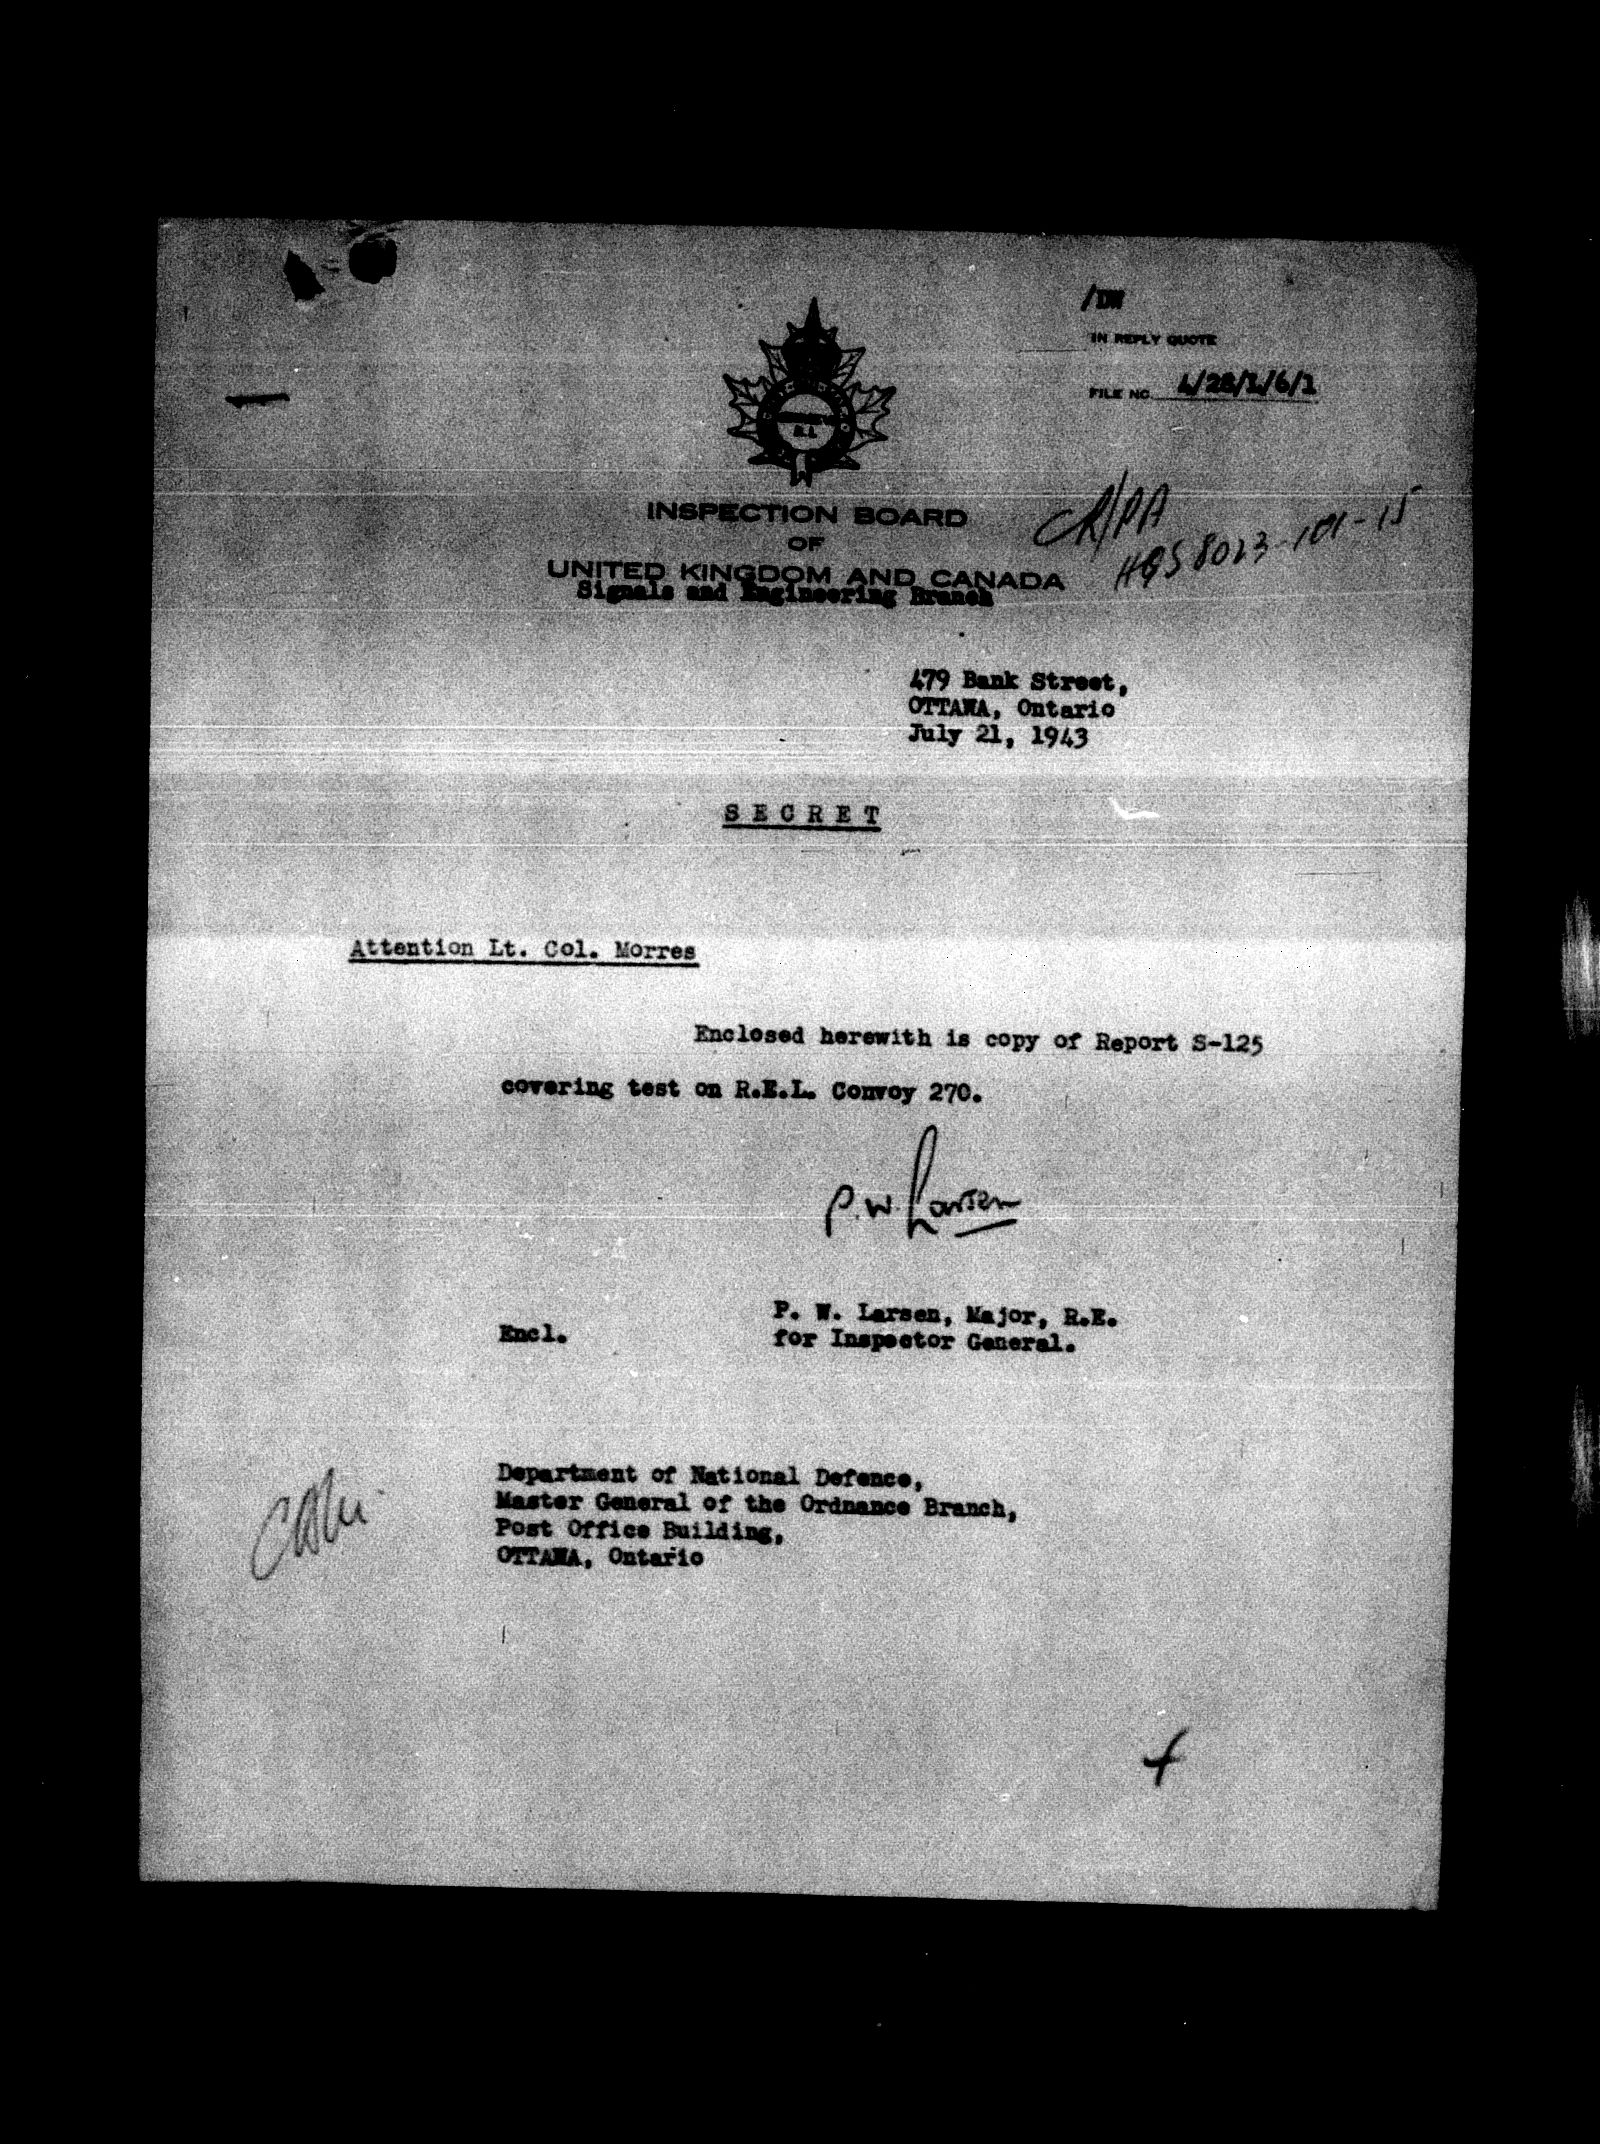 /DW
IN REPLY QUOTE
FILE NO. 4/28/1/6/1
INSPECTION BOARD
OF
UNITED KINGDOM AND CANADA
Signals and Engineering Branch
HQS 8023-101-15
479 Bank Street,
OTTAWA, Ontario
July 21, 1943
SECRET
Attention Lt. Col. Morres
Enclosed herewith is copy of Report S-125
covering test on R.E.L. Convoy 270.
P.W. Larsen
P. W. Larsen, Major, R.E.
for Inspector General.
Encl.
Department of National Defence,
Master General of the Ordnance Branch,
Post Office Building,
OTTAWA, Ontario